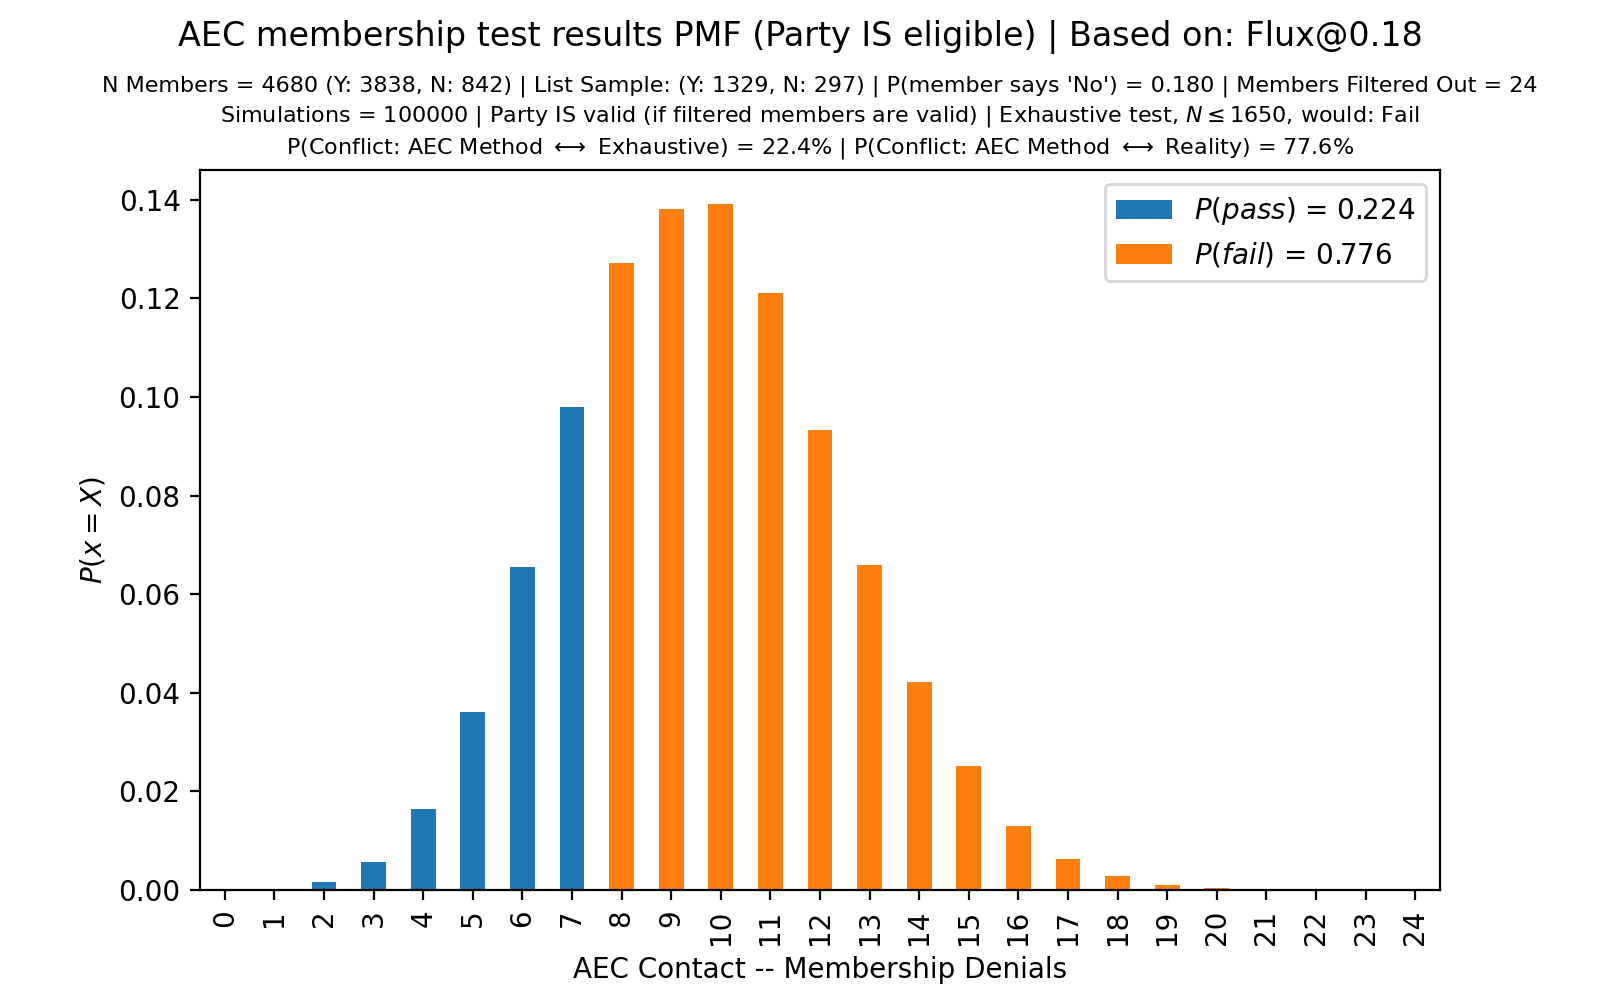 AEC membership test results PMF (Party IS eligible) | Based on: Flux@0.18
N Members = 4680 (Y: 3838, N: 842) | List Sample: (Y: 1329, N: 297) | P(member says 'No') = 0.180 | Members Filtered Out = 24
Simulations = 100000 | Party IS valid (if filtered members are valid) | Exhaustive test, N ≤ 1650, would: Fail
P(Conflict: AEC Method ⟷ Exhaustive) = 22.4% | P(Conflict: AEC Method ⟷ Reality) = 77.6%
P(pass) = 0.224
P(fail) = 0.776
0.14
0.12
0.10
0.08
0.06
0.04
0.02
0.00
P(x = X)
0 1 2 3 4 5 6 7 8 9 10 11 12 13 14 15 16 17 18 19 20 21 22 23 24
AEC Contact -- Membership Denials